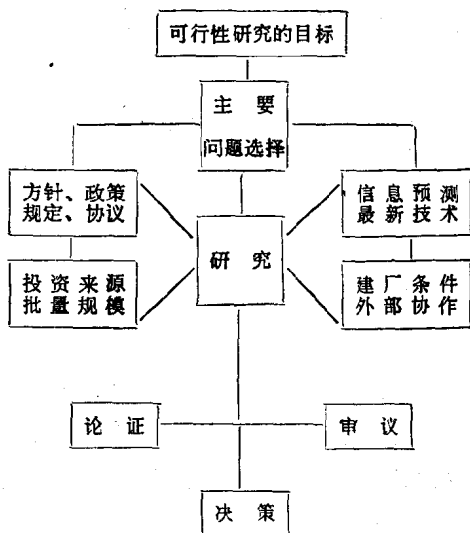 可行性研究的目标
主要
问题选择
方针、政策
规定、协议
信息预测
最新技术
研究
投资来源
批量规模
建厂条件
外部协作
论证
审议
决策